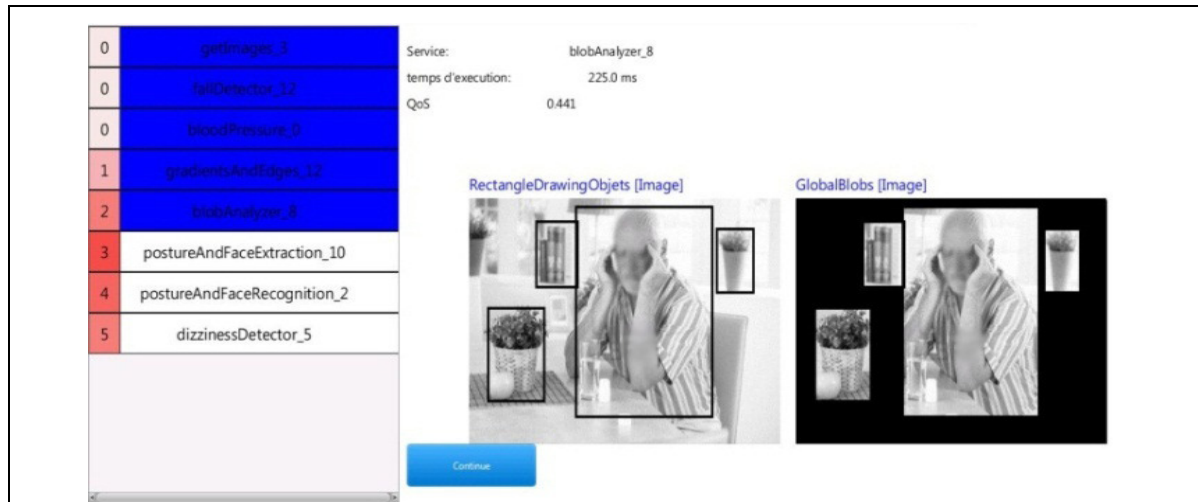 0 getImages_3
0 fallDetector_12
0 bloodPressure_0
1 gradientsAndEdges_12
2 blobAnalyzer_8
3 postureAndFaceExtraction_10
4 postureAndFaceRecognition_2
5 dizzinessDetector_5
Service: blobAnalyzer_8
temps d'execution: 225.0 ms
QoS 0.441
RectangleDrawingObjets [Image]
GlobalBlobs [Image]
Continue